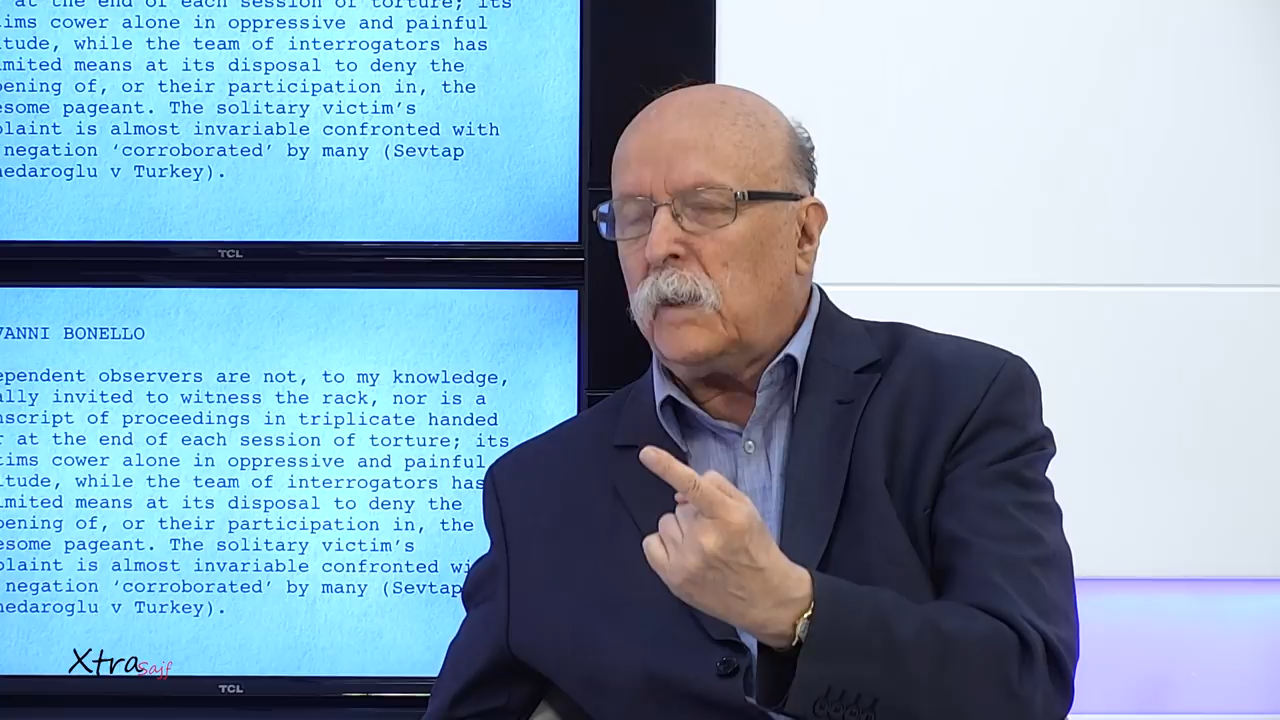 at the end of each session of torture; its
ims cower alone in oppressive and painful
tude, while the team of interrogators has
imited means at its disposal to deny the
pening of, or their participation in, the
esome pageant. The solitary victim's
plaint is almost invariable confronted with
negation 'corroborated' by many (Sevtap
nedaroglu v Turkey).
TCL
VANNI BONELLO
ependent observers are not, to my knowledge,
ally invited to witness the rack, nor is a
nscript of proceedings in triplicate handed
r at the end of each session of torture; its
tims cower alone in oppressive and painful
itude, while the team of interrogators has
imited means at its disposal to deny the
pening of, or their participation in, the
esome pageant. The solitary victim's
plaint is almost invariable confronted wi
negation 'corroborated' by many (Sevtap
nedaroglu v Turkey).
Xtra Sajf
TCL